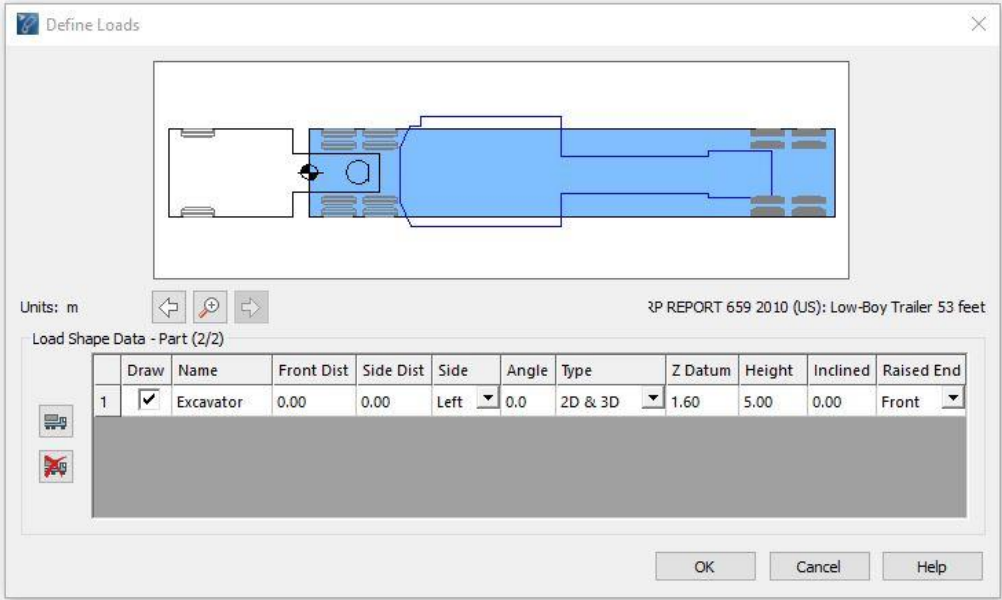 Define Loads
Units: m
RP REPORT 659 2010 (US): Low-Boy Trailer 53 feet
Load Shape Data - Part (2/2)
Draw Name Front Dist Side Dist Side Angle Type Z Datum Height Inclined Raised End
1 Excavator 0.00 0.00 Left 0.0 2D & 3D 1.60 5.00 0.00 Front
OK Cancel Help